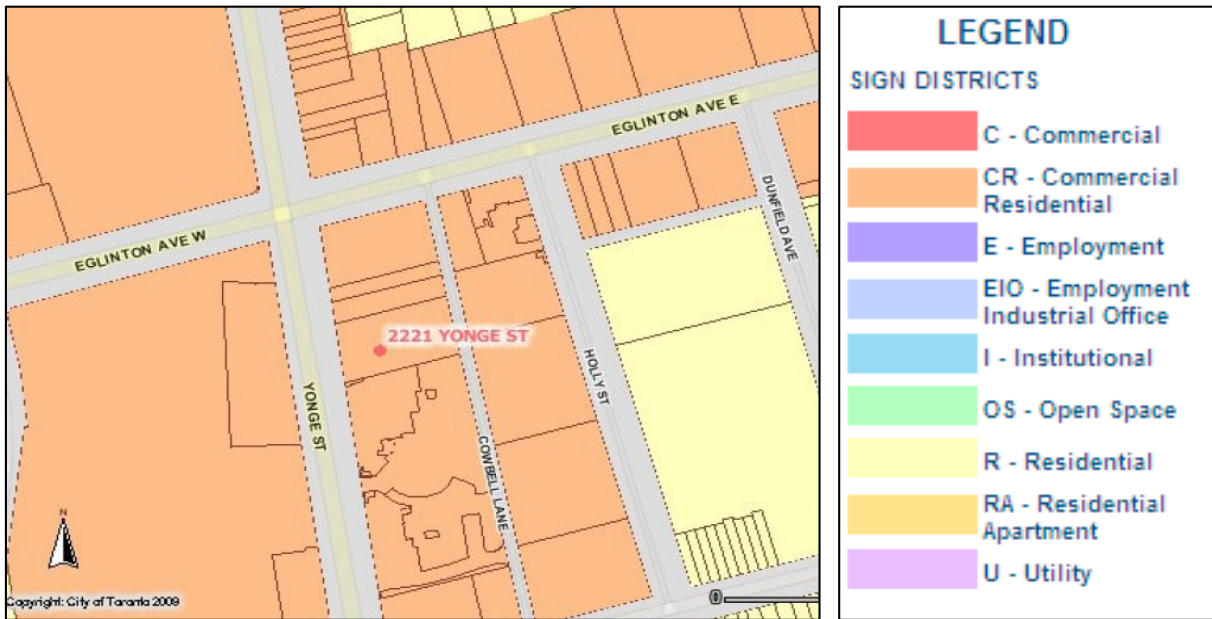 EGLINTON AVE E
DUNFIELD AVE
EGLINTON AVE W
2221 YONGE ST
HOLLY ST
YONGE ST
COWBELL LANE
N
Copyright: City of Toronto 2009
0
LEGEND
SIGN DISTRICTS
C - Commercial
CR - Commercial
Residential
E - Employment
EIO - Employment
Industrial Office
I - Institutional
OS - Open Space
R - Residential
RA - Residential
Apartment
U - Utility